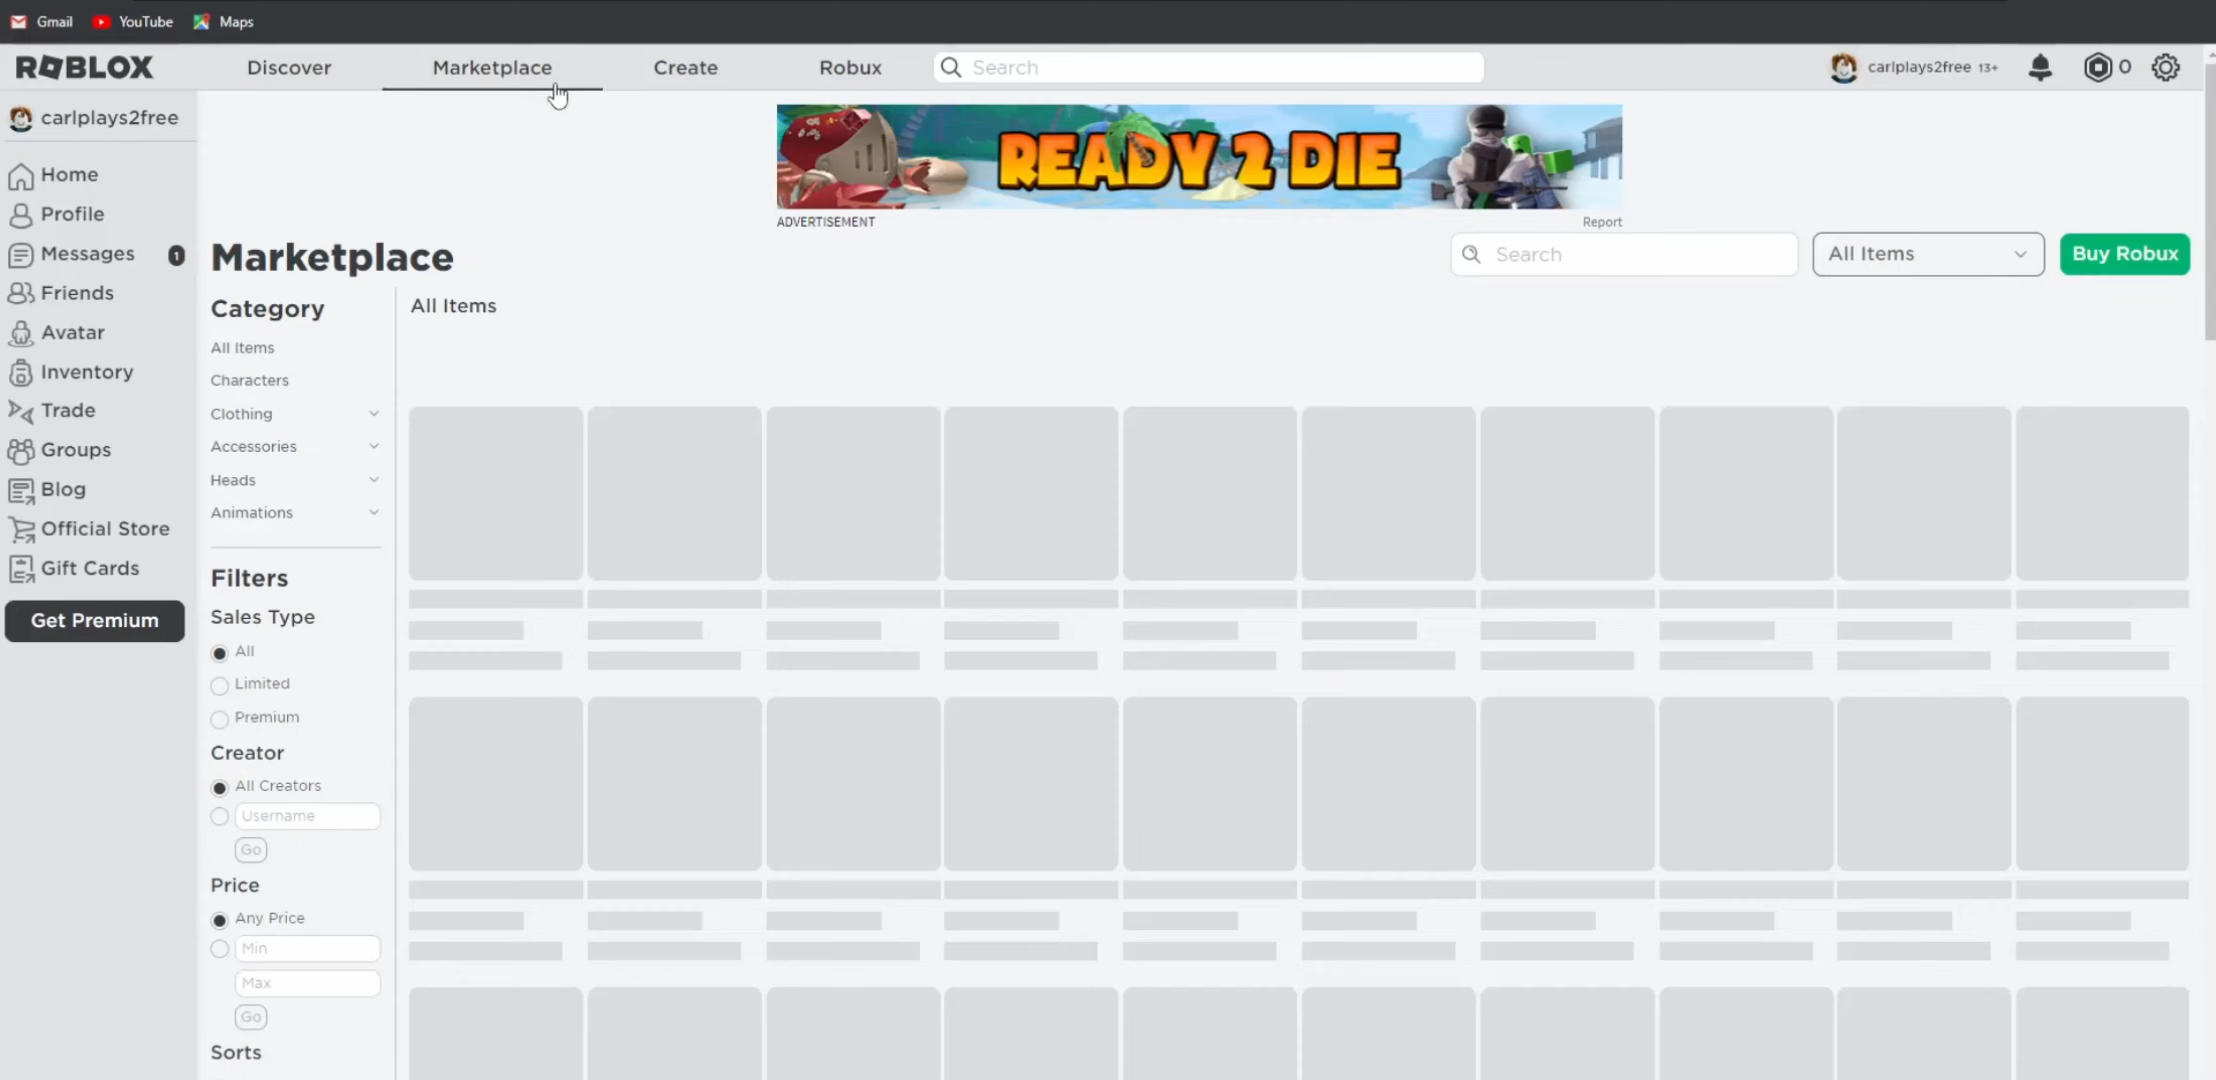 Gmail YouTube Maps
ROBLOX Discover Marketplace Create Robux Search carlplays2free 13+ 0
carlplays2free
Home
Profile
Messages 1
Friends
Avatar
Inventory
Trade
Groups
Blog
Official Store
Gift Cards
Get Premium
READY 2 DIE
ADVERTISEMENT Report
Marketplace Search All Items Buy Robux
Category
All Items
Characters
Clothing
Accessories
Heads
Animations
Filters
Sales Type
All
Limited
Premium
Creator
All Creators
Username
Go
Price
Any Price
Min
Max
Go
Sorts
All Items